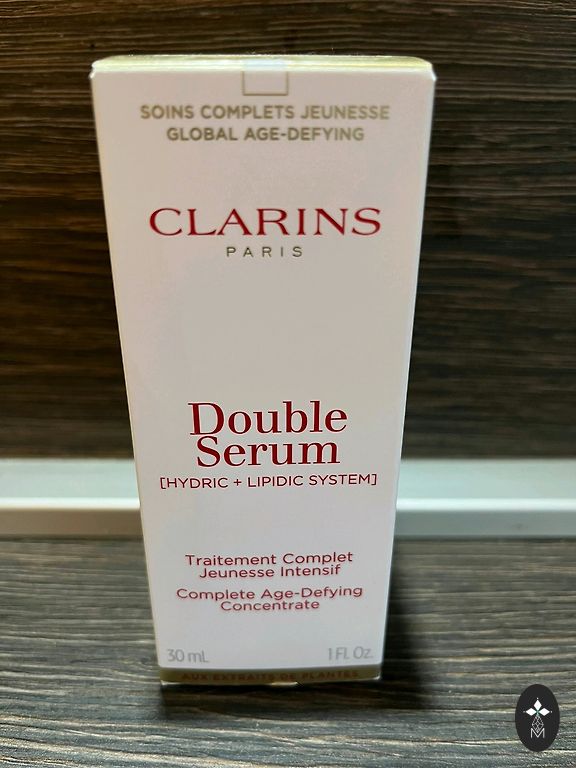 SOINS COMPLETS JEUNESSE
GLOBAL AGE-DEFYING
CLARINS
PARIS
Double
Serum
[HYDRIC + LIPIDIC SYSTEM]
Traitement Complet
Jeunesse Intensif
Complete Age-Defying
Concentrate
30 mL 1 Fl. Oz.
AUX EXTRAITS DE PLANTES
M